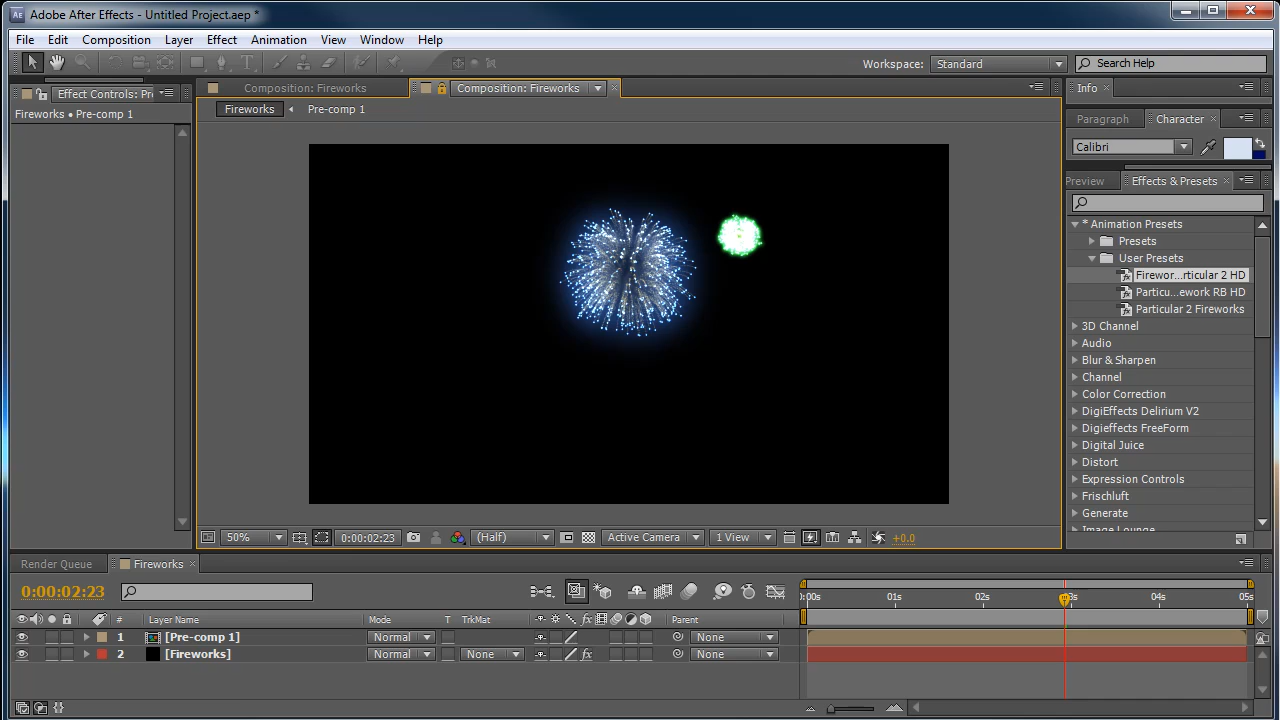 Adobe After Effects - Untitled Project.aep *
File Edit Composition Layer Effect Animation View Window Help
Workspace: Standard Search Help
Effect Controls: Pr
Fireworks • Pre-comp 1
Composition: Fireworks
Composition: Fireworks
Fireworks Pre-comp 1
Info
Paragraph Character
Calibri
Preview Effects & Presets
* Animation Presets
Presets
User Presets
Firewor...rticular 2 HD
Particu...ework RB HD
Particular 2 Fireworks
3D Channel
Audio
Blur & Sharpen
Channel
Color Correction
DigiEffects Delirium V2
Digieffects FreeForm
Digital Juice
Distort
Expression Controls
Frischluft
Generate
Image Lounge
50% 0:00:02:23 (Half) Active Camera 1 View +0.0
Render Queue Fireworks
0:00:02:23
:00s 01s 02s 03s 04s 05s
# Layer Name Mode T TrkMat fx Parent
1 [Pre-comp 1] Normal None
2 [Fireworks] Normal None fx None